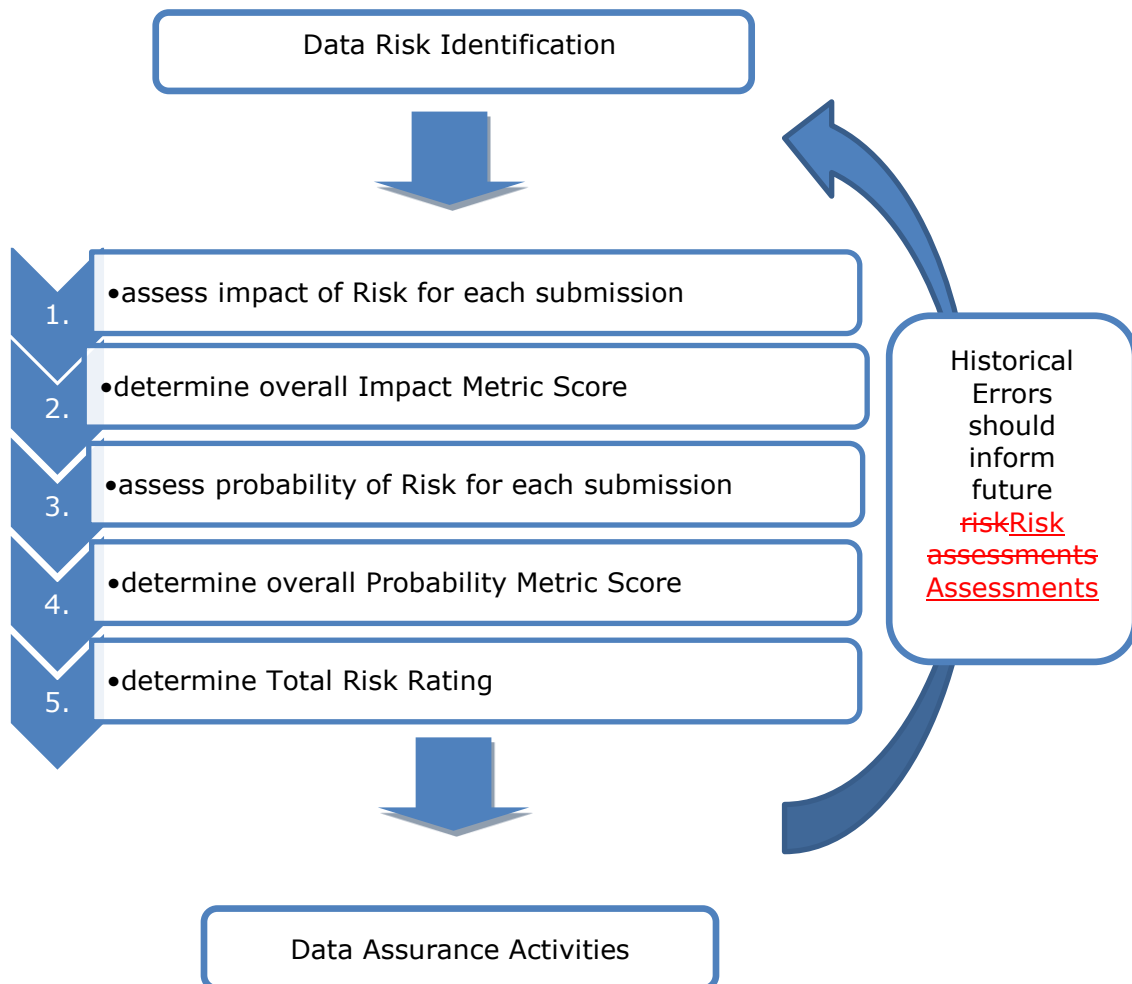 Data Risk Identification
1.
•assess impact of Risk for each submission
2.
•determine overall Impact Metric Score
3.
•assess probability of Risk for each submission
4.
•determine overall Probability Metric Score
5.
•determine Total Risk Rating
Historical
Errors
should
inform
future
riskRisk
assessments
Assessments
Data Assurance Activities